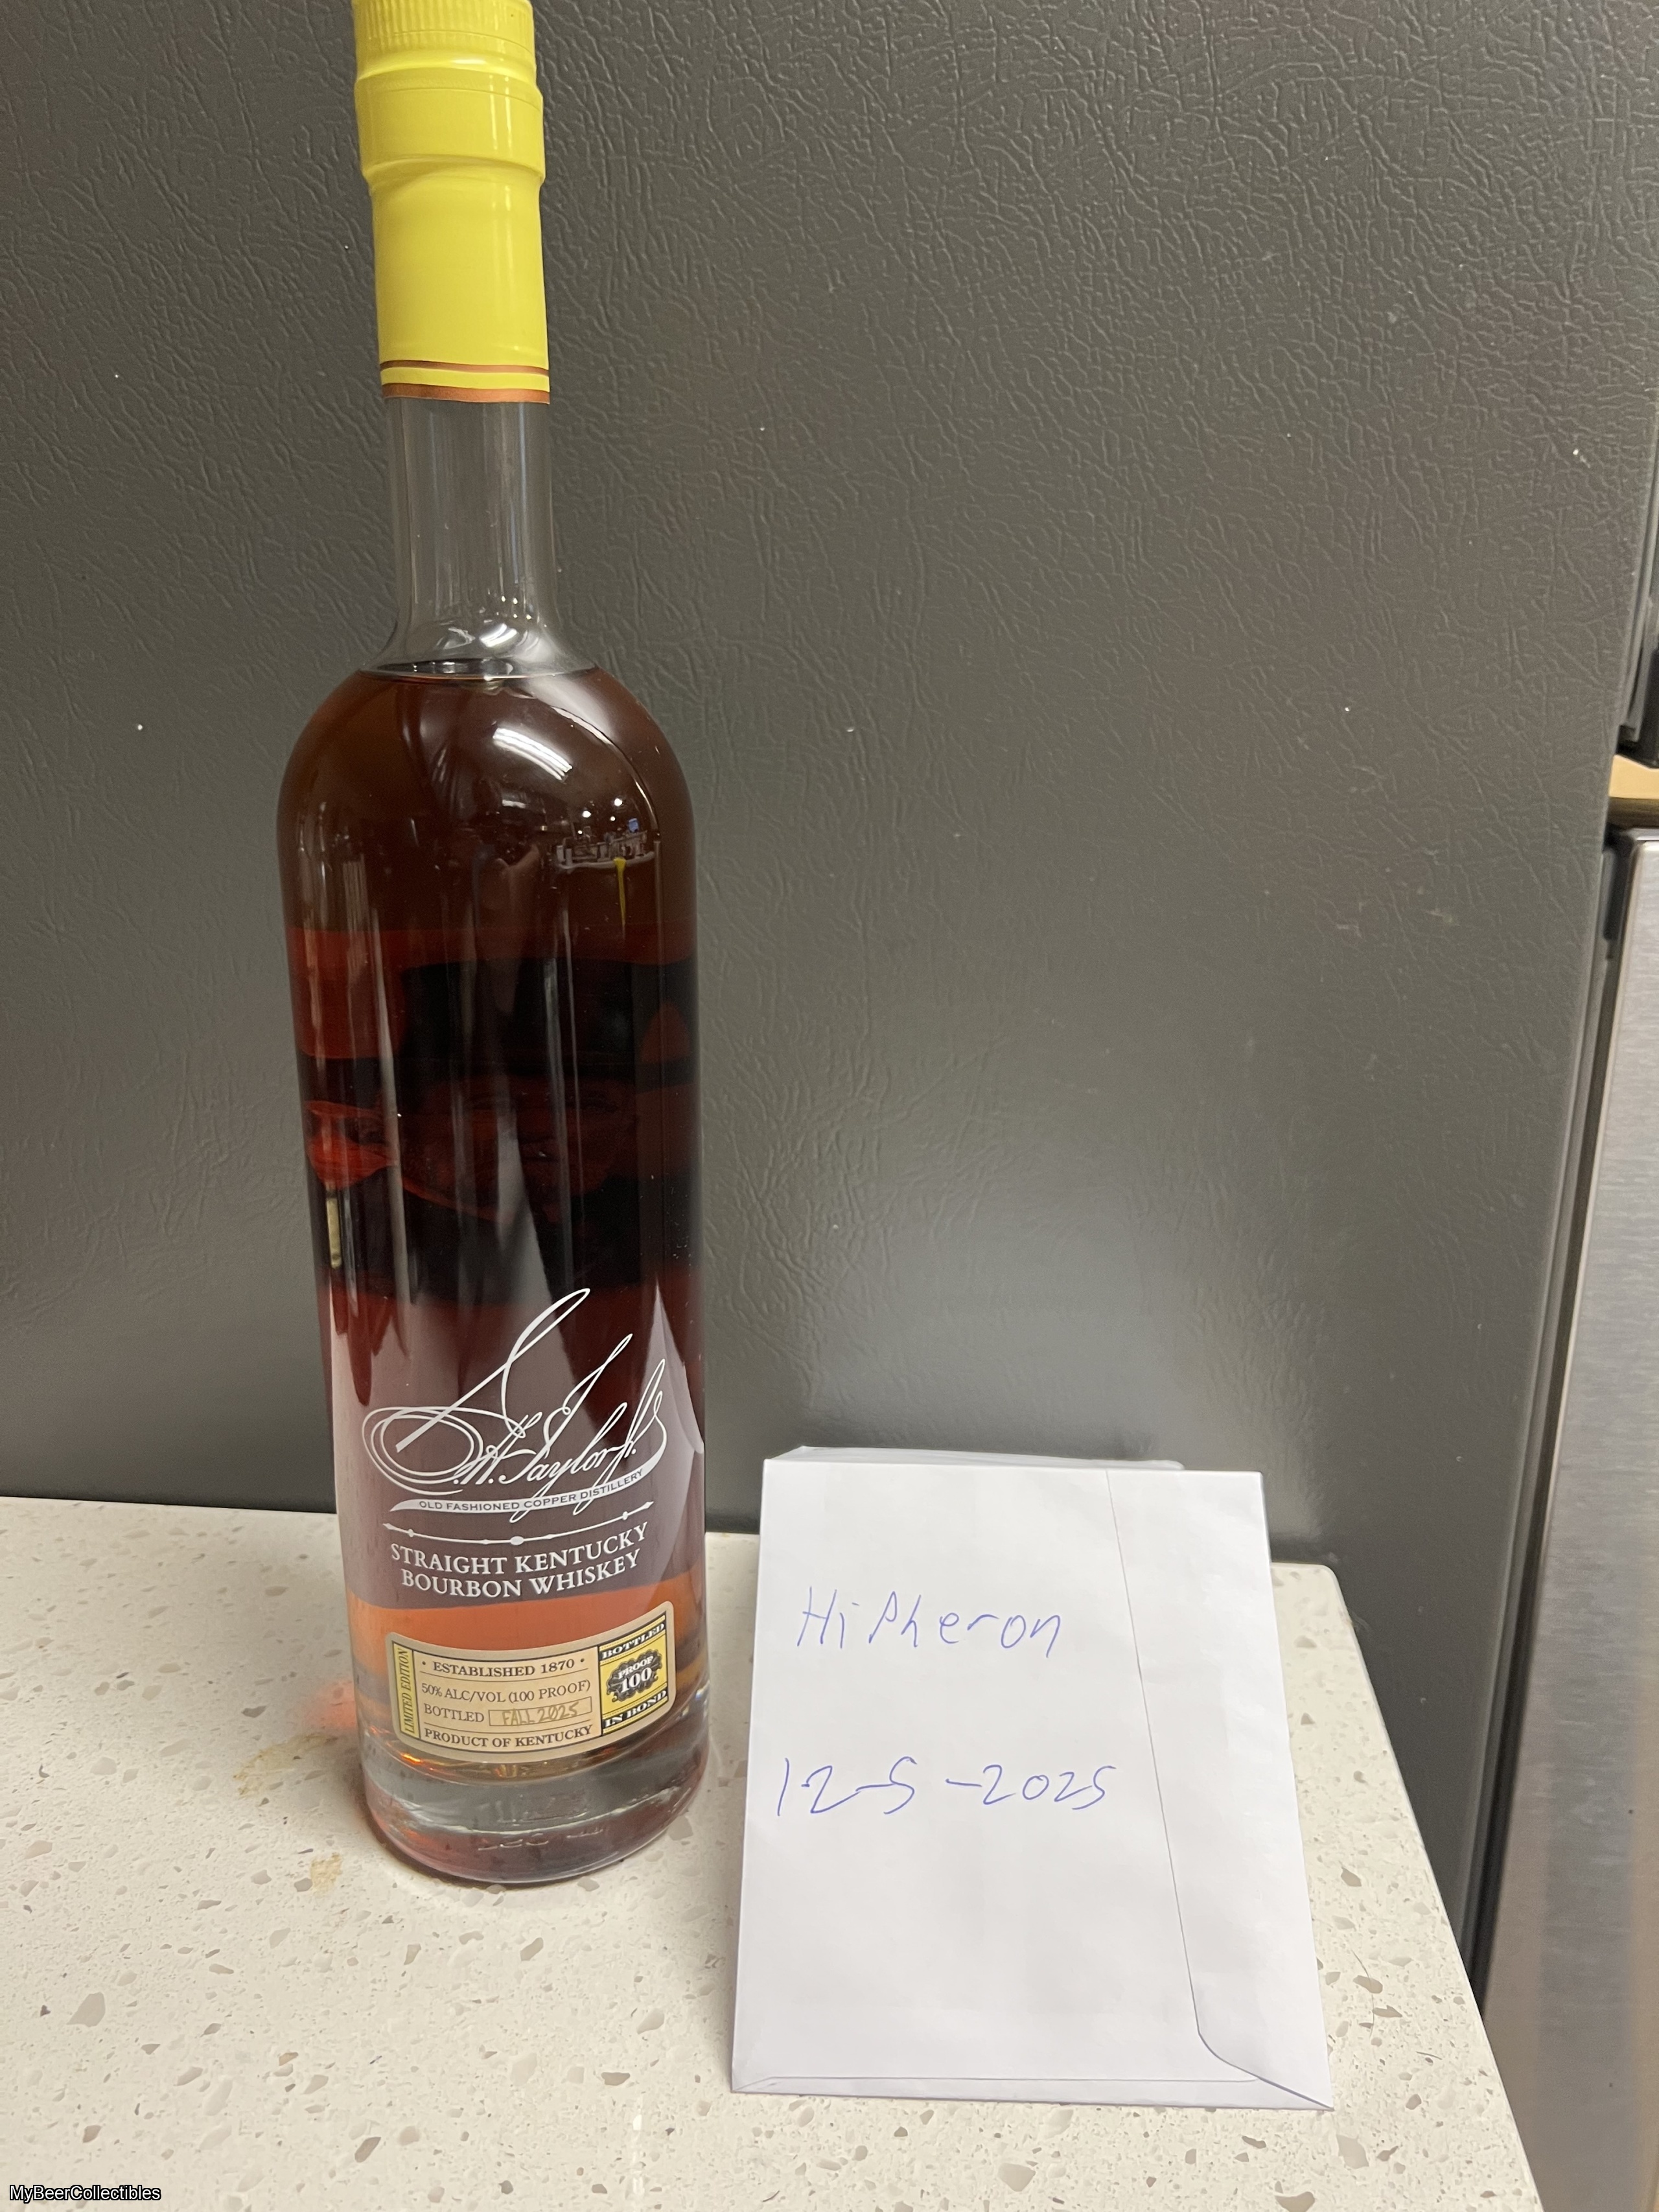 E.H. Taylor, Jr.
OLD FASHIONED COPPER DISTILLERY
STRAIGHT KENTUCKY
BOURBON WHISKEY
LIMITED EDITION
• ESTABLISHED 1870 •
50% ALC/VOL (100 PROOF)
BOTTLED FALL 2025
PRODUCT OF KENTUCKY
BOTTLED
PROOF
100
IN BOND
Hi Pheron
12-5-2025
MyBeerCollectibles